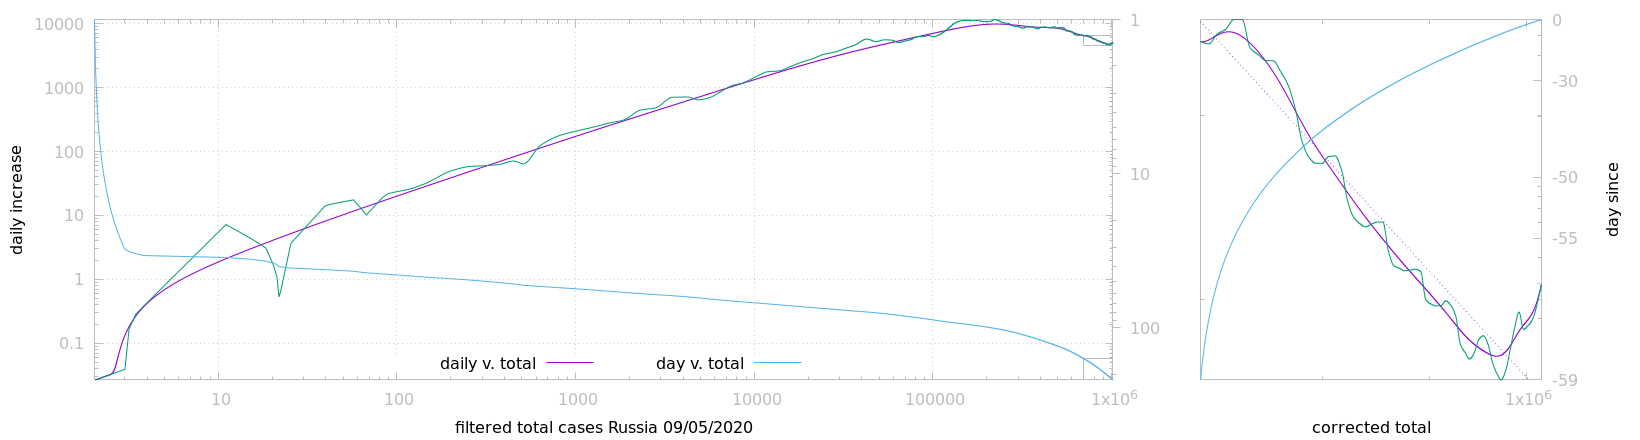 10000
1000
100
10
1
0.1
daily increase
10
100
1000
10000
100000
1x10^6
filtered total cases Russia 09/05/2020
daily v. total
day v. total
1
10
100
0
-30
-50
-55
-59
day since
1x10^6
corrected total